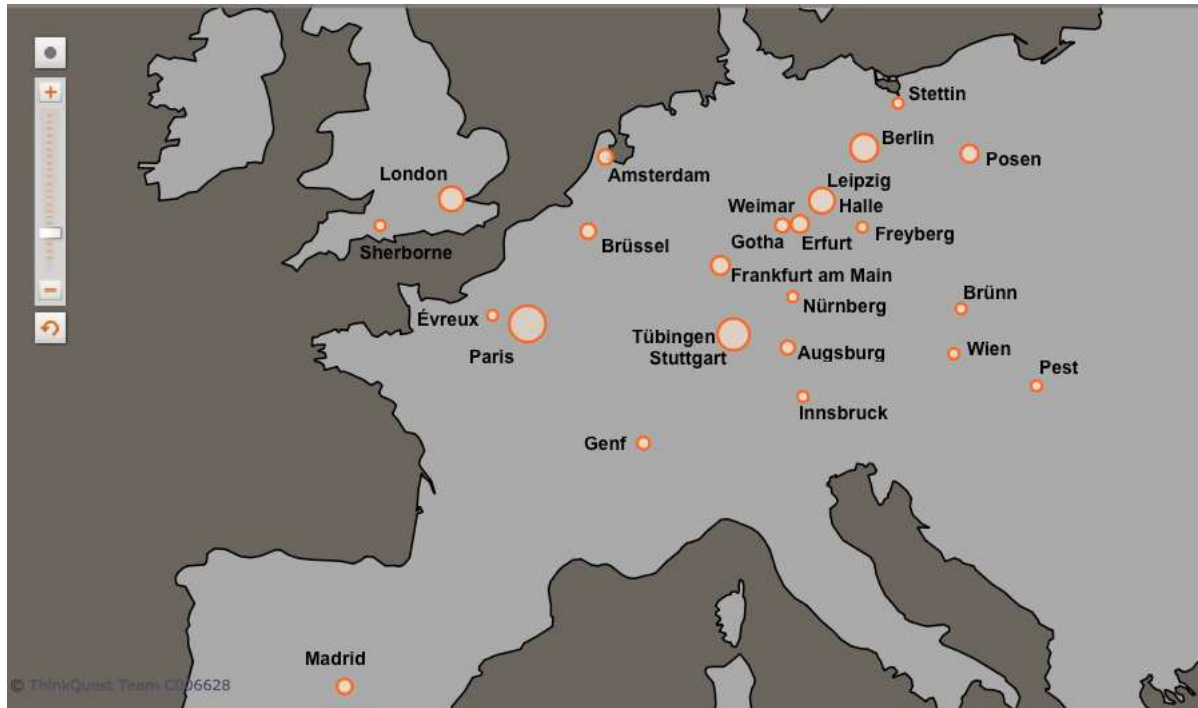 Stettin
Berlin
Posen
Amsterdam
London
Leipzig
Weimar
Halle
Gotha
Erfurt
Freyberg
Sherborne
Brüssel
Frankfurt am Main
Nürnberg
Brünn
Évreux
Paris
Tübingen
Stuttgart
Augsburg
Wien
Pest
Innsbruck
Genf
Madrid
© ThinkQuest Team C006628